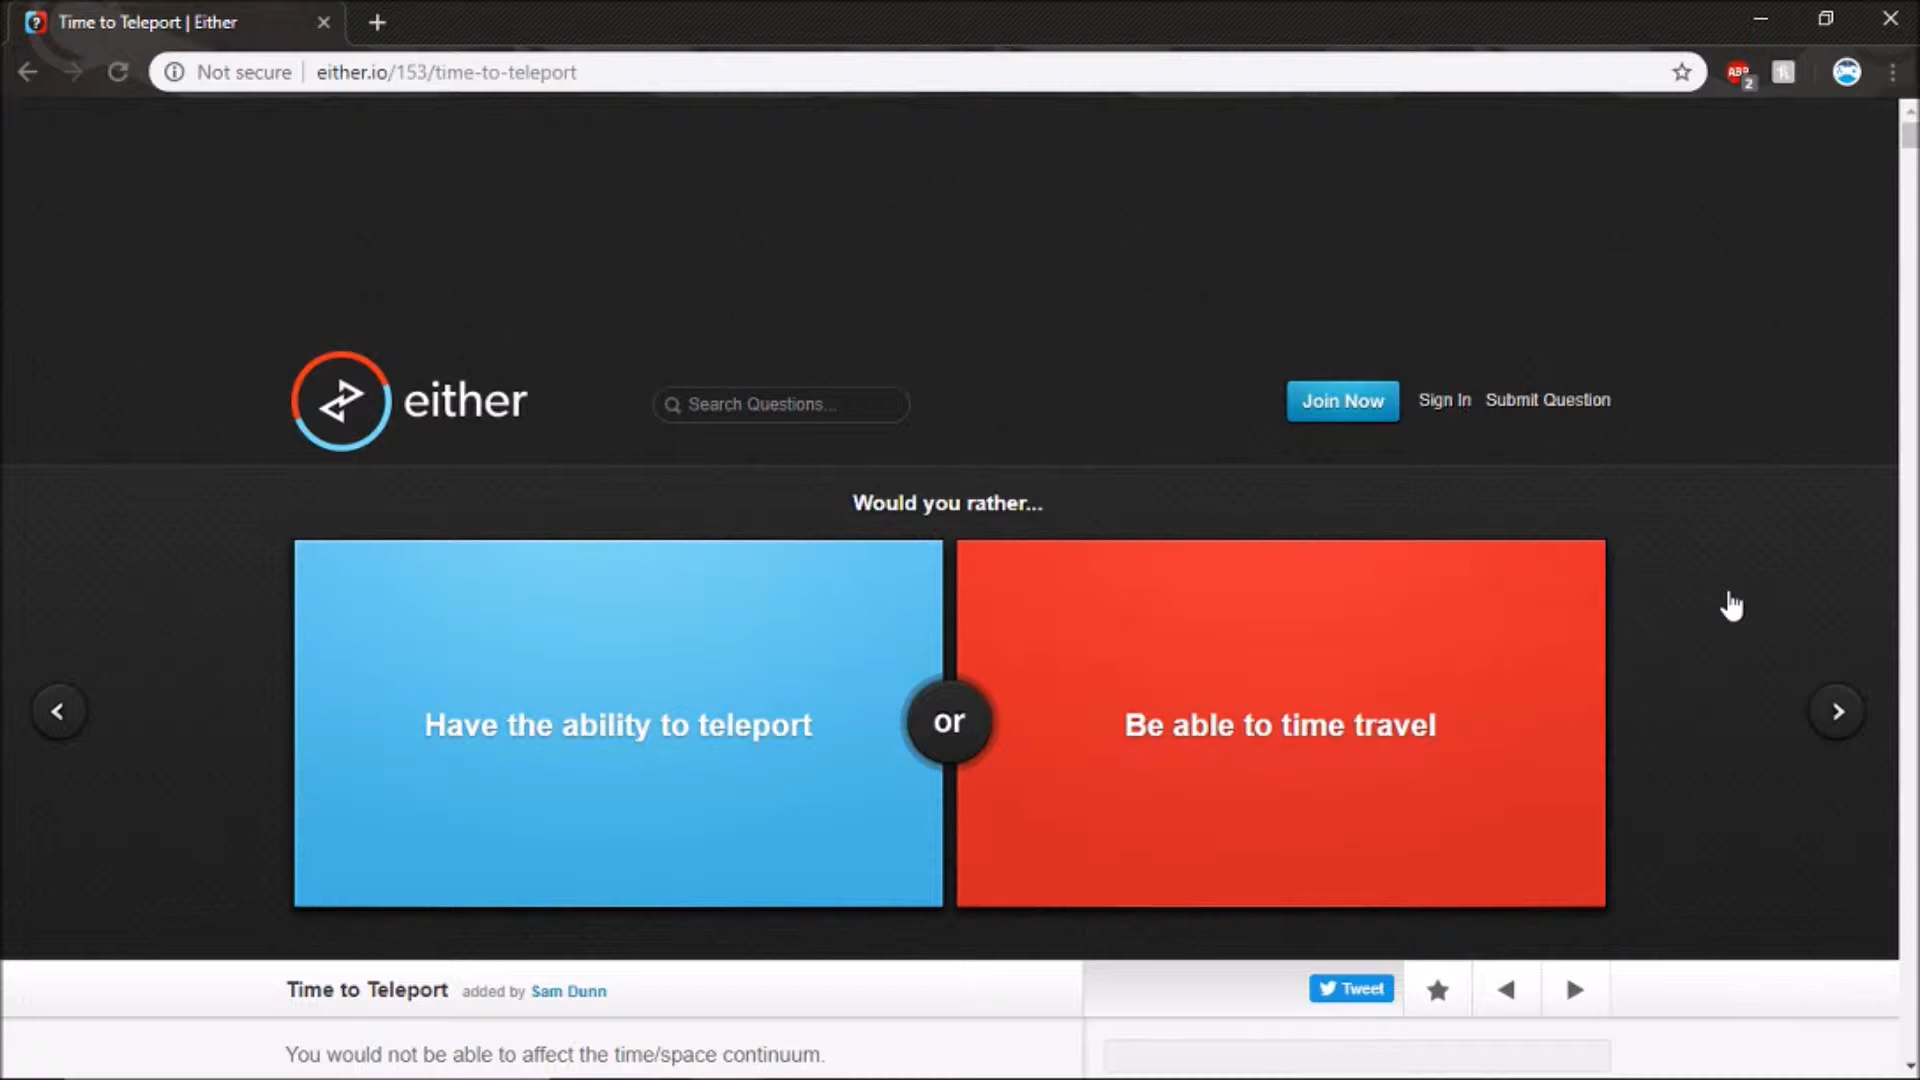 Time to Teleport | Either
Not secure
either.io/153/time-to-teleport
ABP
2
either
Search Questions...
Join Now
Sign In
Submit Question
Would you rather...
Have the ability to teleport
or
Be able to time travel
Time to Teleport added by Sam Dunn
Tweet
You would not be able to affect the time/space continuum.